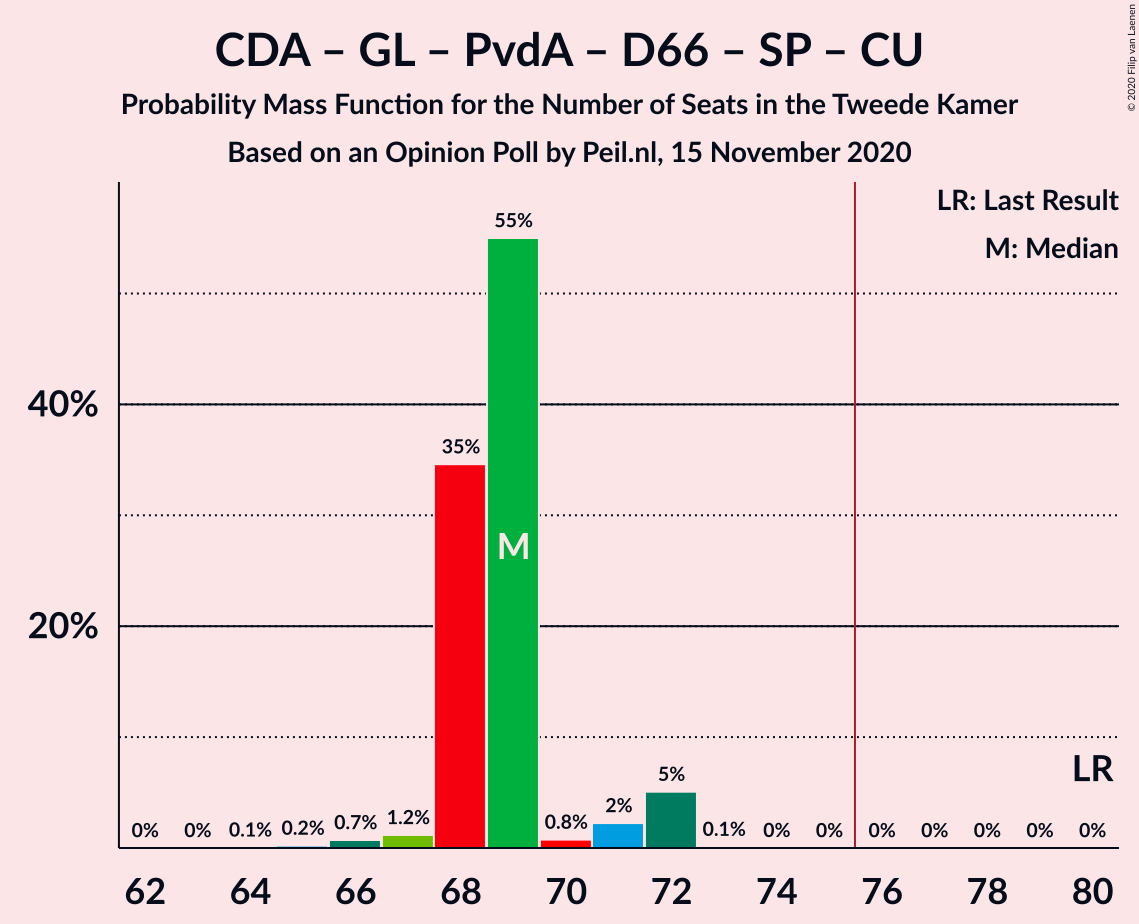 CDA – GL – PvdA – D66 – SP – CU
Probability Mass Function for the Number of Seats in the Tweede Kamer
Based on an Opinion Poll by Peil.nl, 15 November 2020
© 2020 Filip van Laenen
LR: Last Result
M: Median
55%
40%
35%
M
20%
LR
5%
2%
0% 0% 0.1% 0.2% 0.7% 1.2% 0.8% 0.1% 0% 0% 0% 0% 0% 0% 0%
62 64 66 68 70 72 74 76 78 80